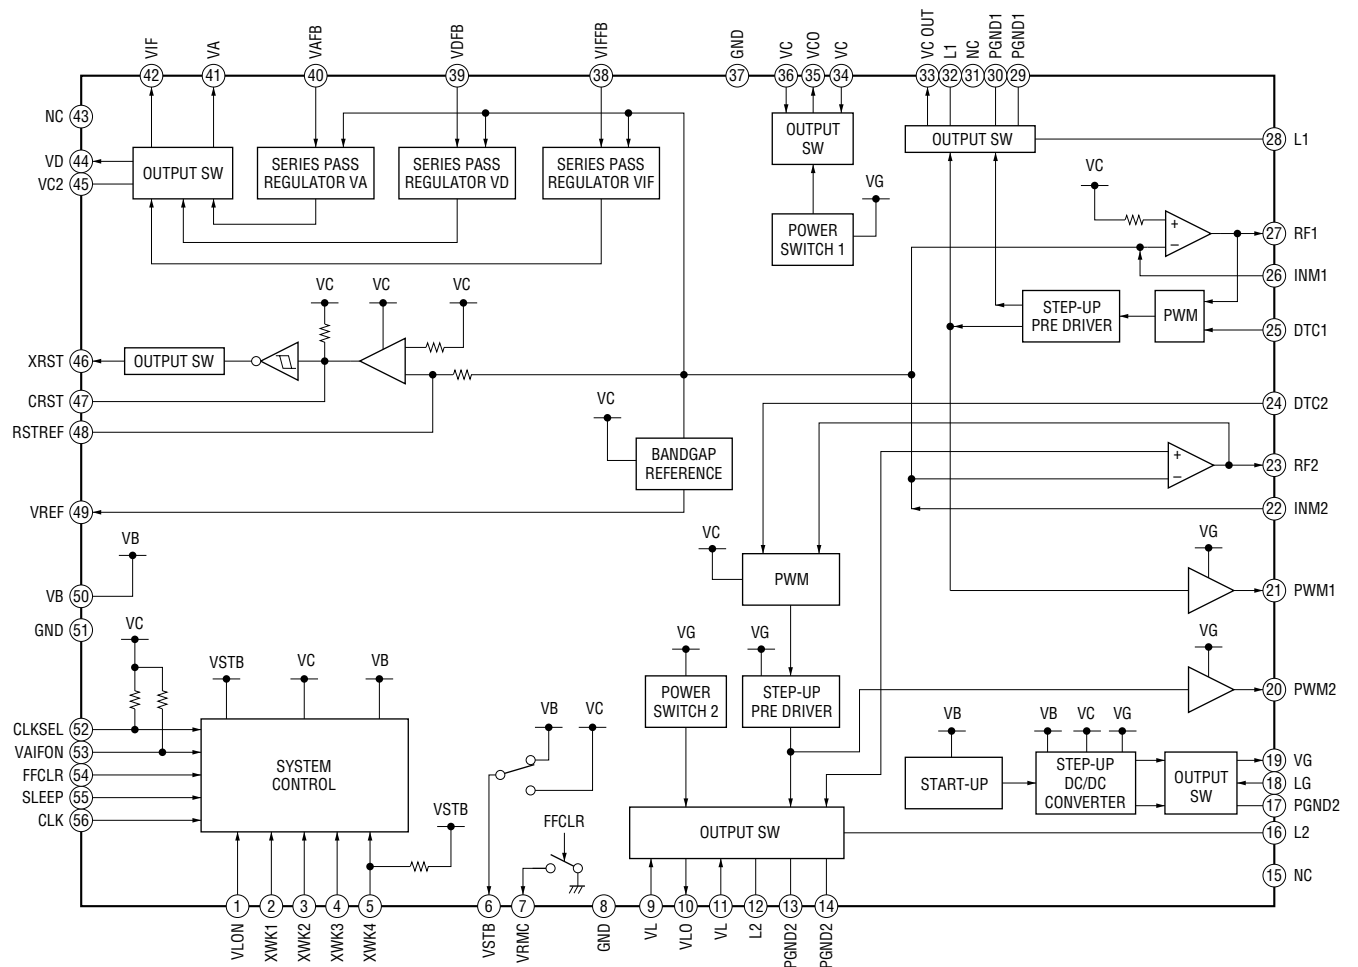 VIF
VA
VAFB
VDFB
VIFFB
GND
VC
VCO
VC
VC OUT
L1
NC
PGND1
PGND1
42
41
40
39
38
37
36
35
34
33
32
31
30
29
NC 43
VD 44
VC2 45
OUTPUT SW
SERIES PASS
REGULATOR VA
SERIES PASS
REGULATOR VD
SERIES PASS
REGULATOR VIF
OUTPUT
SW
VG
POWER
SWITCH 1
OUTPUT SW
28 L1
VC
+
−
27 RF1
26 INM1
STEP-UP
PRE DRIVER
PWM
25 DTC1
VC
VC
VC
XRST 46
OUTPUT SW
CRST 47
RSTREF 48
VC
BANDGAP
REFERENCE
24 DTC2
+
−
23 RF2
22 INM2
VREF 49
VB
VB 50
GND 51
VC
PWM
VG
21 PWM1
VC
VSTB
VC
VB
VG
POWER
SWITCH 2
VG
STEP-UP
PRE DRIVER
VG
20 PWM2
CLKSEL 52
VAIFON 53
FFCLR 54
SLEEP 55
CLK 56
SYSTEM
CONTROL
VB
VC
VB
START-UP
VB
VC
VG
STEP-UP
DC/DC
CONVERTER
OUTPUT
SW
19 VG
18 LG
17 PGND2
VSTB
FFCLR
OUTPUT SW
16 L2
15 NC
1
2
3
4
5
6
7
8
9
10
11
12
13
14
VLON
XWK1
XWK2
XWK3
XWK4
VSTB
VRMC
GND
VL
VLO
VL
L2
PGND2
PGND2